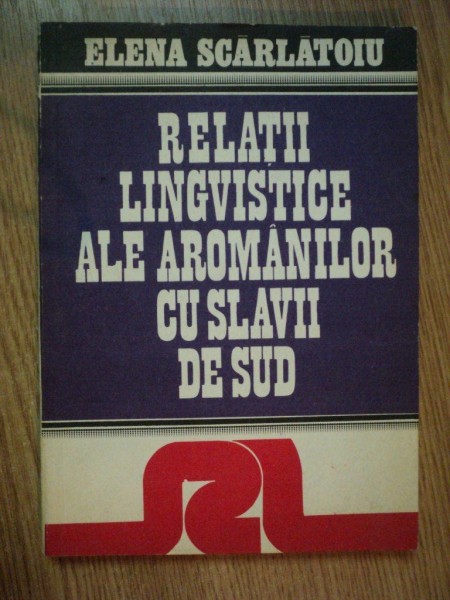 ELENA SCĂRLĂTOIU
RELAȚII
LINGVISTICE
ALE AROMÂNILOR
CU SLAVII
DE SUD